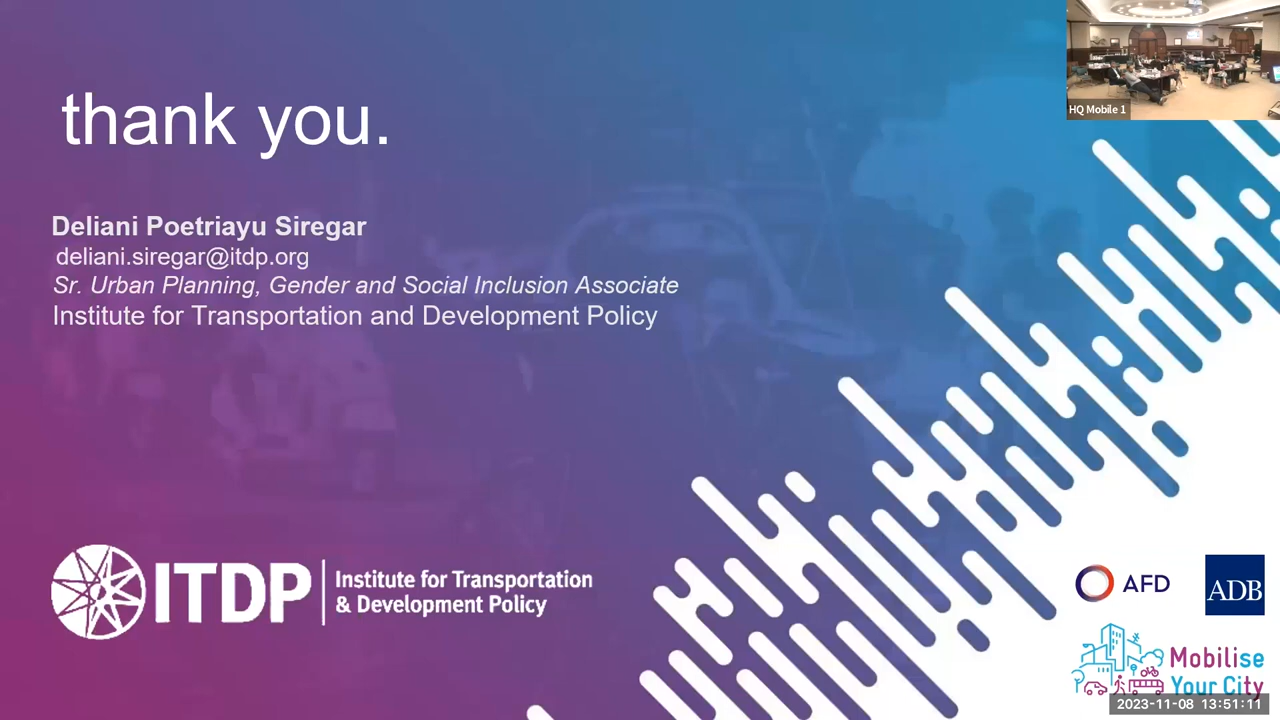 thank you.
HQ Mobile 1
Deliani Poetriayu Siregar
deliani.siregar@itdp.org
Sr. Urban Planning, Gender and Social Inclusion Associate
Institute for Transportation and Development Policy
ITDP
Institute for Transportation
& Development Policy
AFD
ADB
Mobilise
Your City
2023-11-08 13:51:11